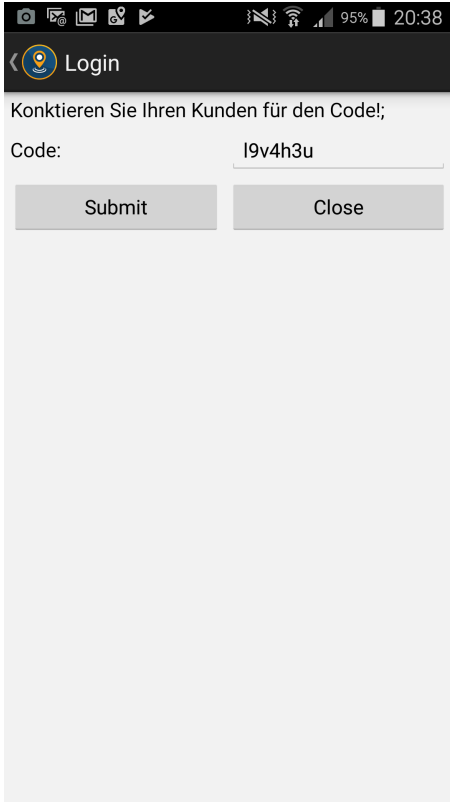 95% 20:38
Login
Konktieren Sie Ihren Kunden für den Code!;
Code: l9v4h3u
Submit Close